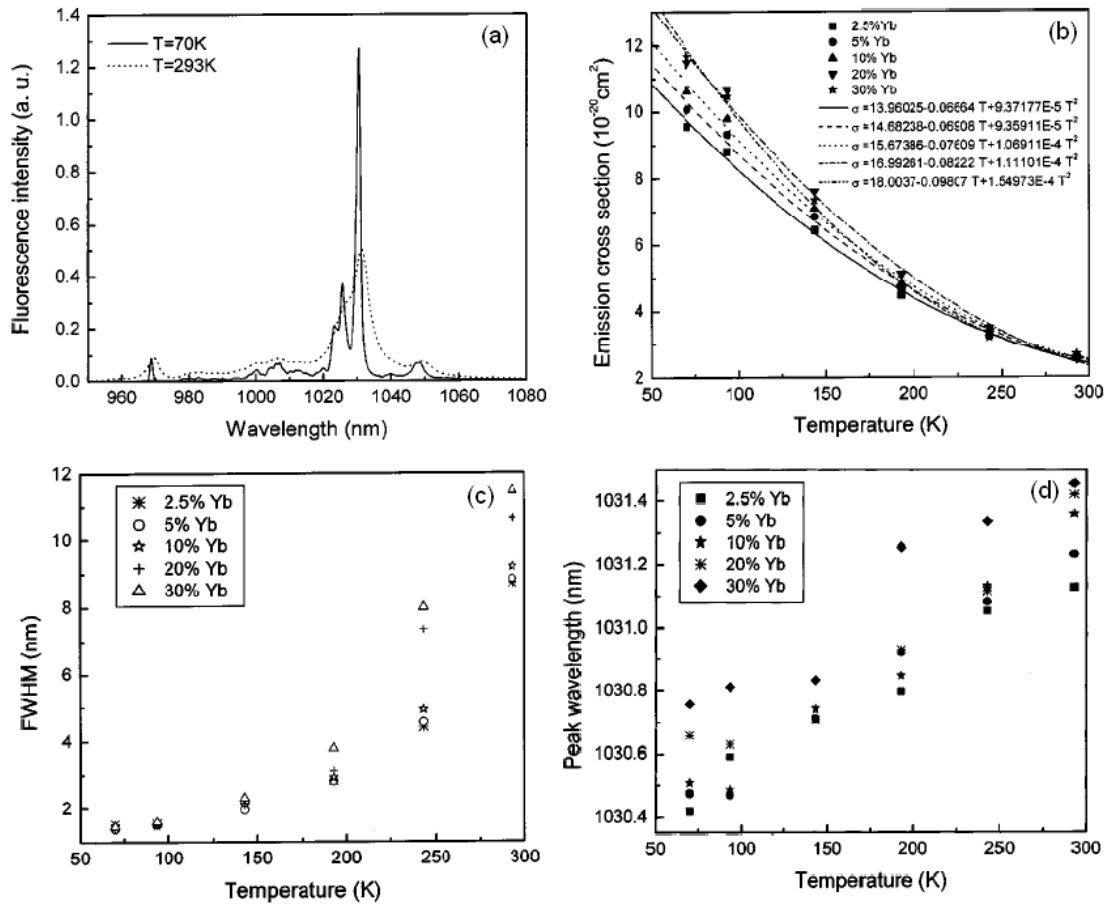 (a)
T=70K
T=293K
Fluorescence intensity (a. u.)
1.4
1.2
1.0
0.8
0.6
0.4
0.2
0.0
960 980 1000 1020 1040 1060 1080
Wavelength (nm)
(b)
2.5% Yb
5% Yb
10% Yb
20% Yb
30% Yb
σ=13.96025-0.06664 T+9.37177E-5 T²
σ=14.68238-0.06908 T+9.35911E-5 T²
σ=15.67386-0.07609 T+1.06911E-4 T²
σ=16.99261-0.08222 T+1.11101E-4 T²
σ=18.0037-0.09807 T+1.54973E-4 T²
Emission cross section (10⁻²⁰cm²)
12
10
8
6
4
2
50 100 150 200 250 300
Temperature (K)
(c)
2.5% Yb
5% Yb
10% Yb
20% Yb
30% Yb
FWHM (nm)
12
10
8
6
4
2
50 100 150 200 250 300
Temperature (K)
(d)
2.5% Yb
5% Yb
10% Yb
20% Yb
30% Yb
Peak wavelength (nm)
1031.4
1031.2
1031.0
1030.8
1030.6
1030.4
50 100 150 200 250 300
Temperature (K)